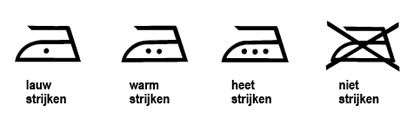 lauw
strijken
warm
strijken
heet
strijken
niet
strijken